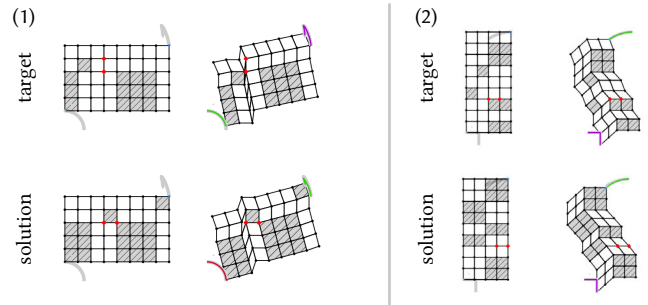 (1)
target
solution
(2)
target
solution